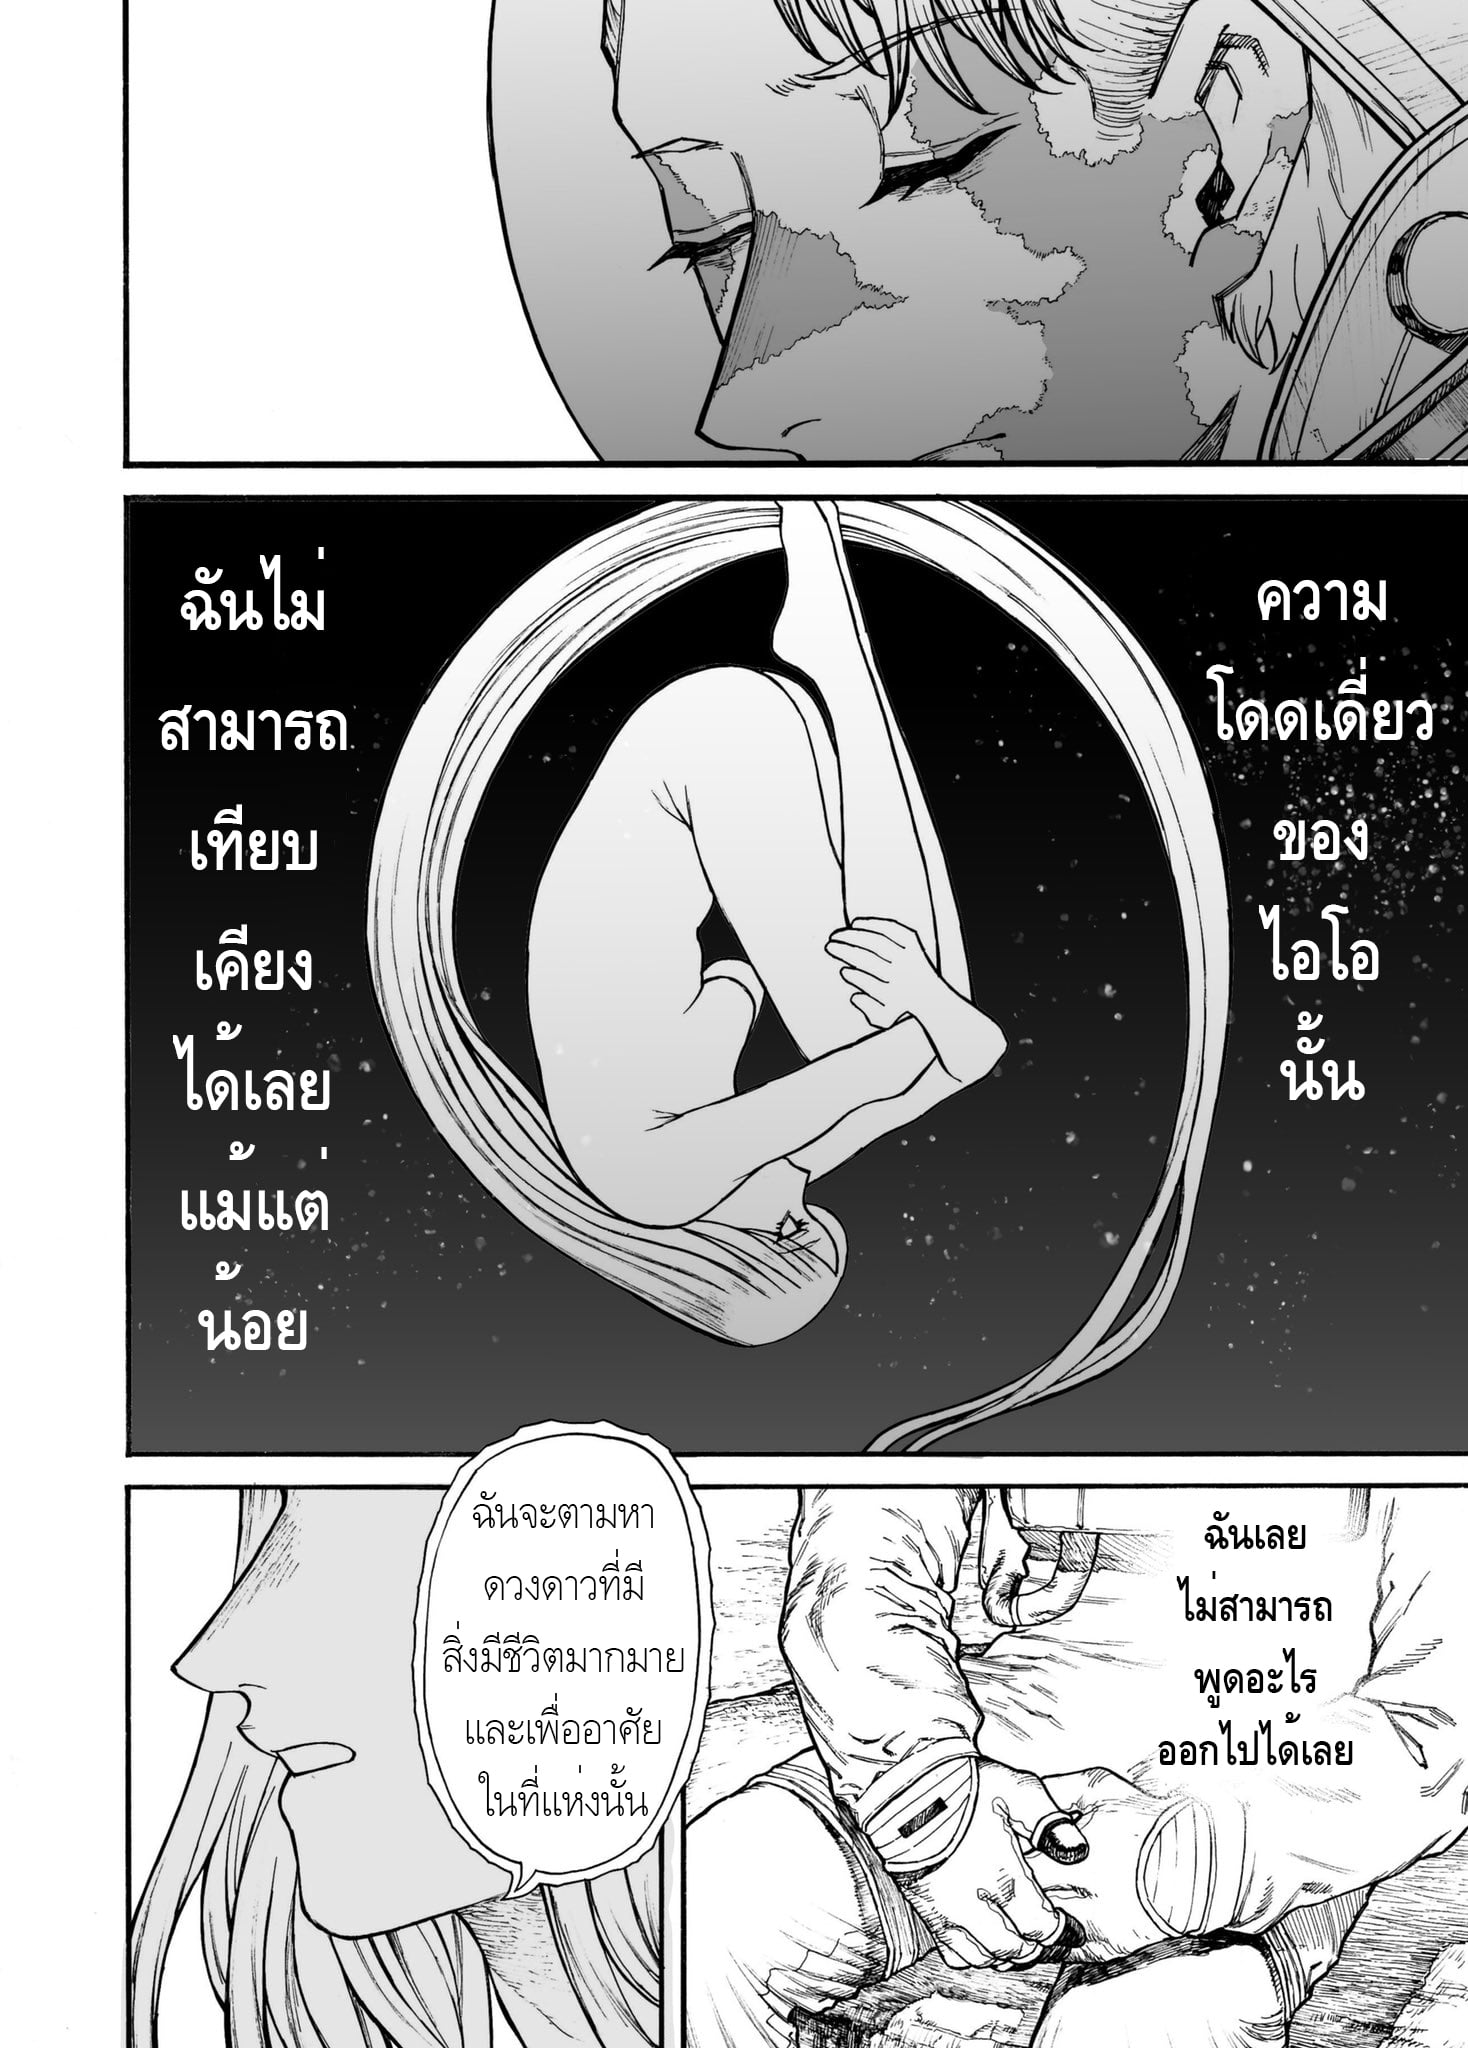 ความ
โดดเดี่ยว
ของ
ไอโอ
นั้น
ฉันไม่
สามารถ
เทียบ
เคียง
ได้เลย
แม้แต่
น้อย
ฉันเลย
ไม่สามารถ
พูดอะไร
ออกไปได้เลย
ฉันจะตามหา
ดวงดาวที่มี
สิ่งมีชีวิตมากมาย
และเพื่ออาศัย
ในที่แห่งนั้น